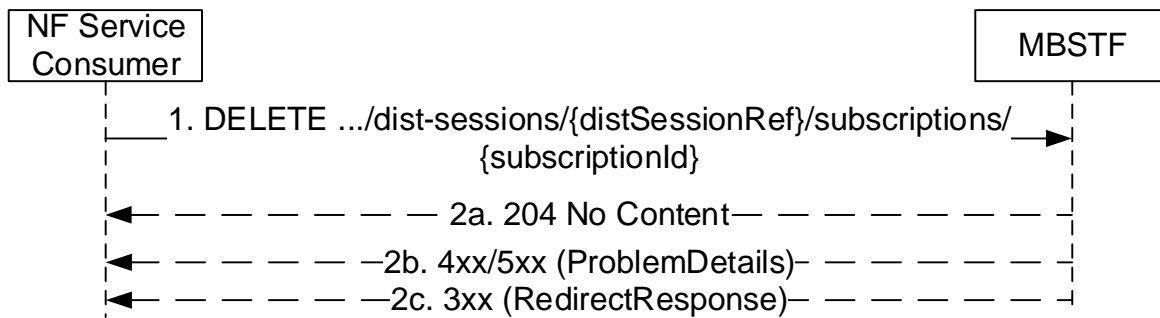 NF Service
Consumer
MBSTF
1. DELETE .../dist-sessions/{distSessionRef}/subscriptions/
{subscriptionId}
2a. 204 No Content
2b. 4xx/5xx (ProblemDetails)
2c. 3xx (RedirectResponse)